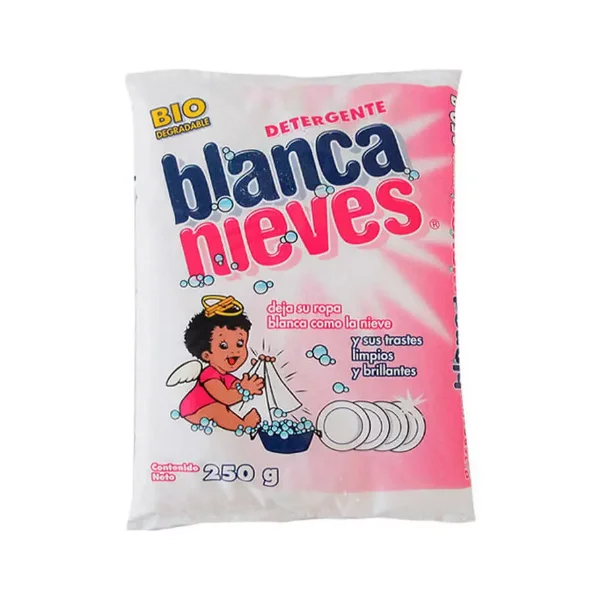 BIO
DEGRADABLE
DETERGENTE
blanca
nieves®
deja su ropa
blanca como la nieve
y sus trastes
limpios
y brillantes
Contenido
Neto
250 g